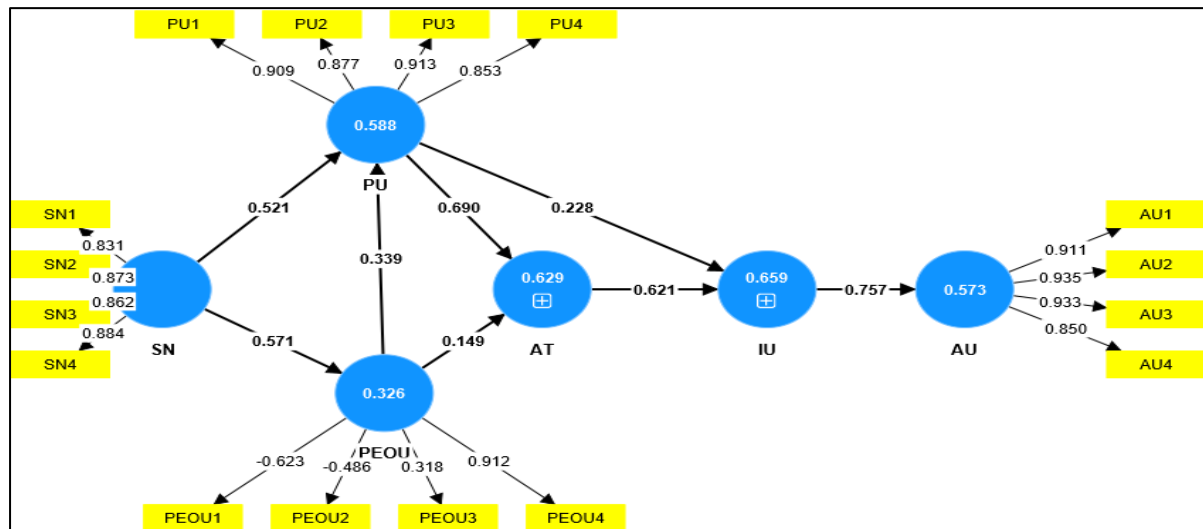 PU1 PU2 PU3 PU4
0.909 0.877 0.913 0.853
0.588
PU
SN1
SN2
SN3
SN4
0.831
0.873
0.862
0.884
SN
0.521
0.571
0.339
0.690
0.228
0.149
0.629
AT
0.621
0.659
IU
0.757
0.573
AU
AU1
AU2
AU3
AU4
0.911
0.935
0.933
0.850
0.326
PEOU
-0.623 -0.486 0.318 0.912
PEOU1 PEOU2 PEOU3 PEOU4